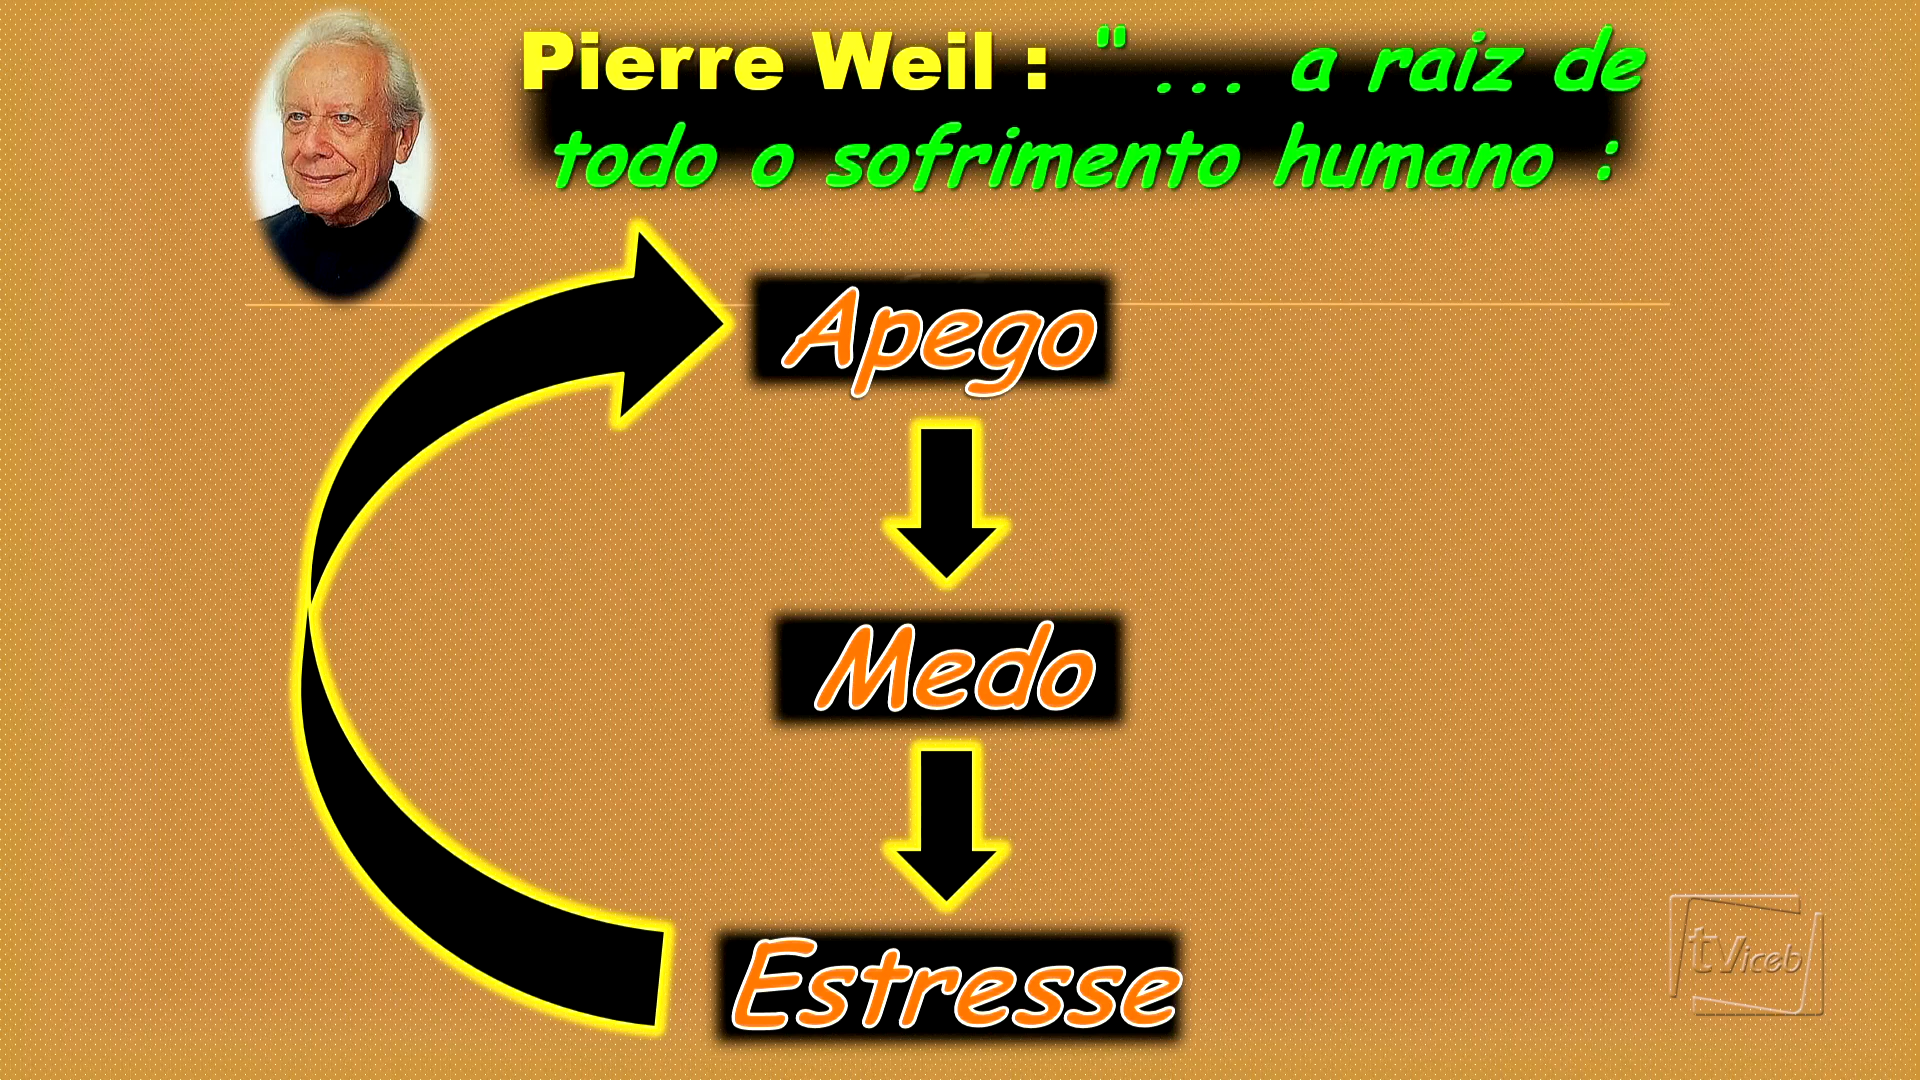 Pierre Weil : "... a raiz de
todo o sofrimento humano :
Apego
Medo
Estresse
tViceb